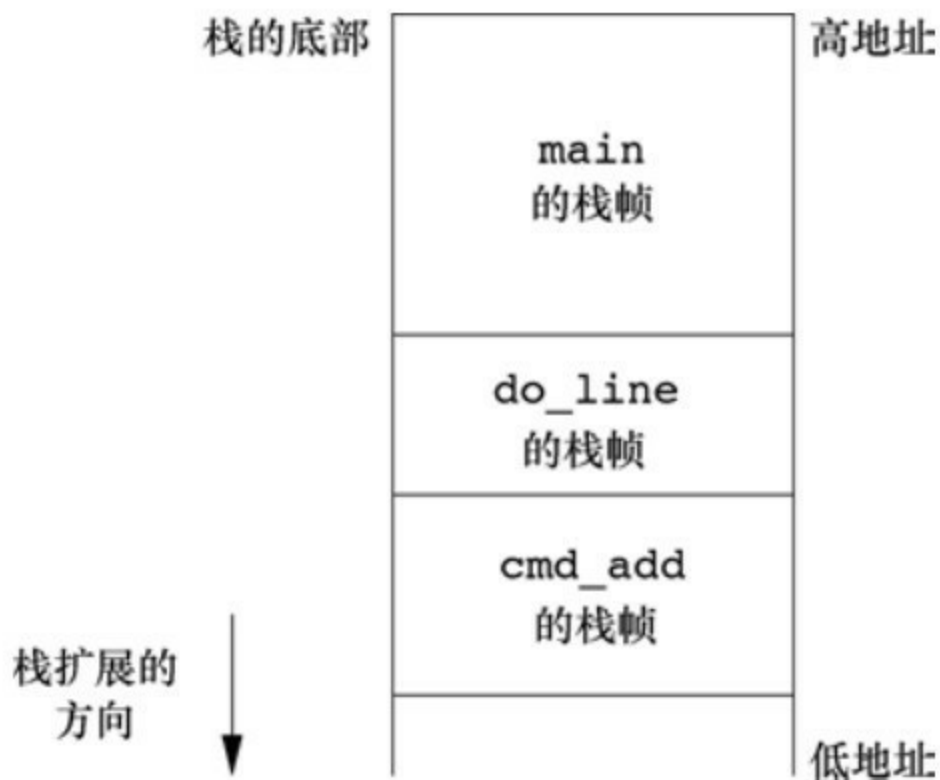 栈的底部
高地址
main
的栈帧
do_line
的栈帧
cmd_add
的栈帧
栈扩展的
方向
低地址